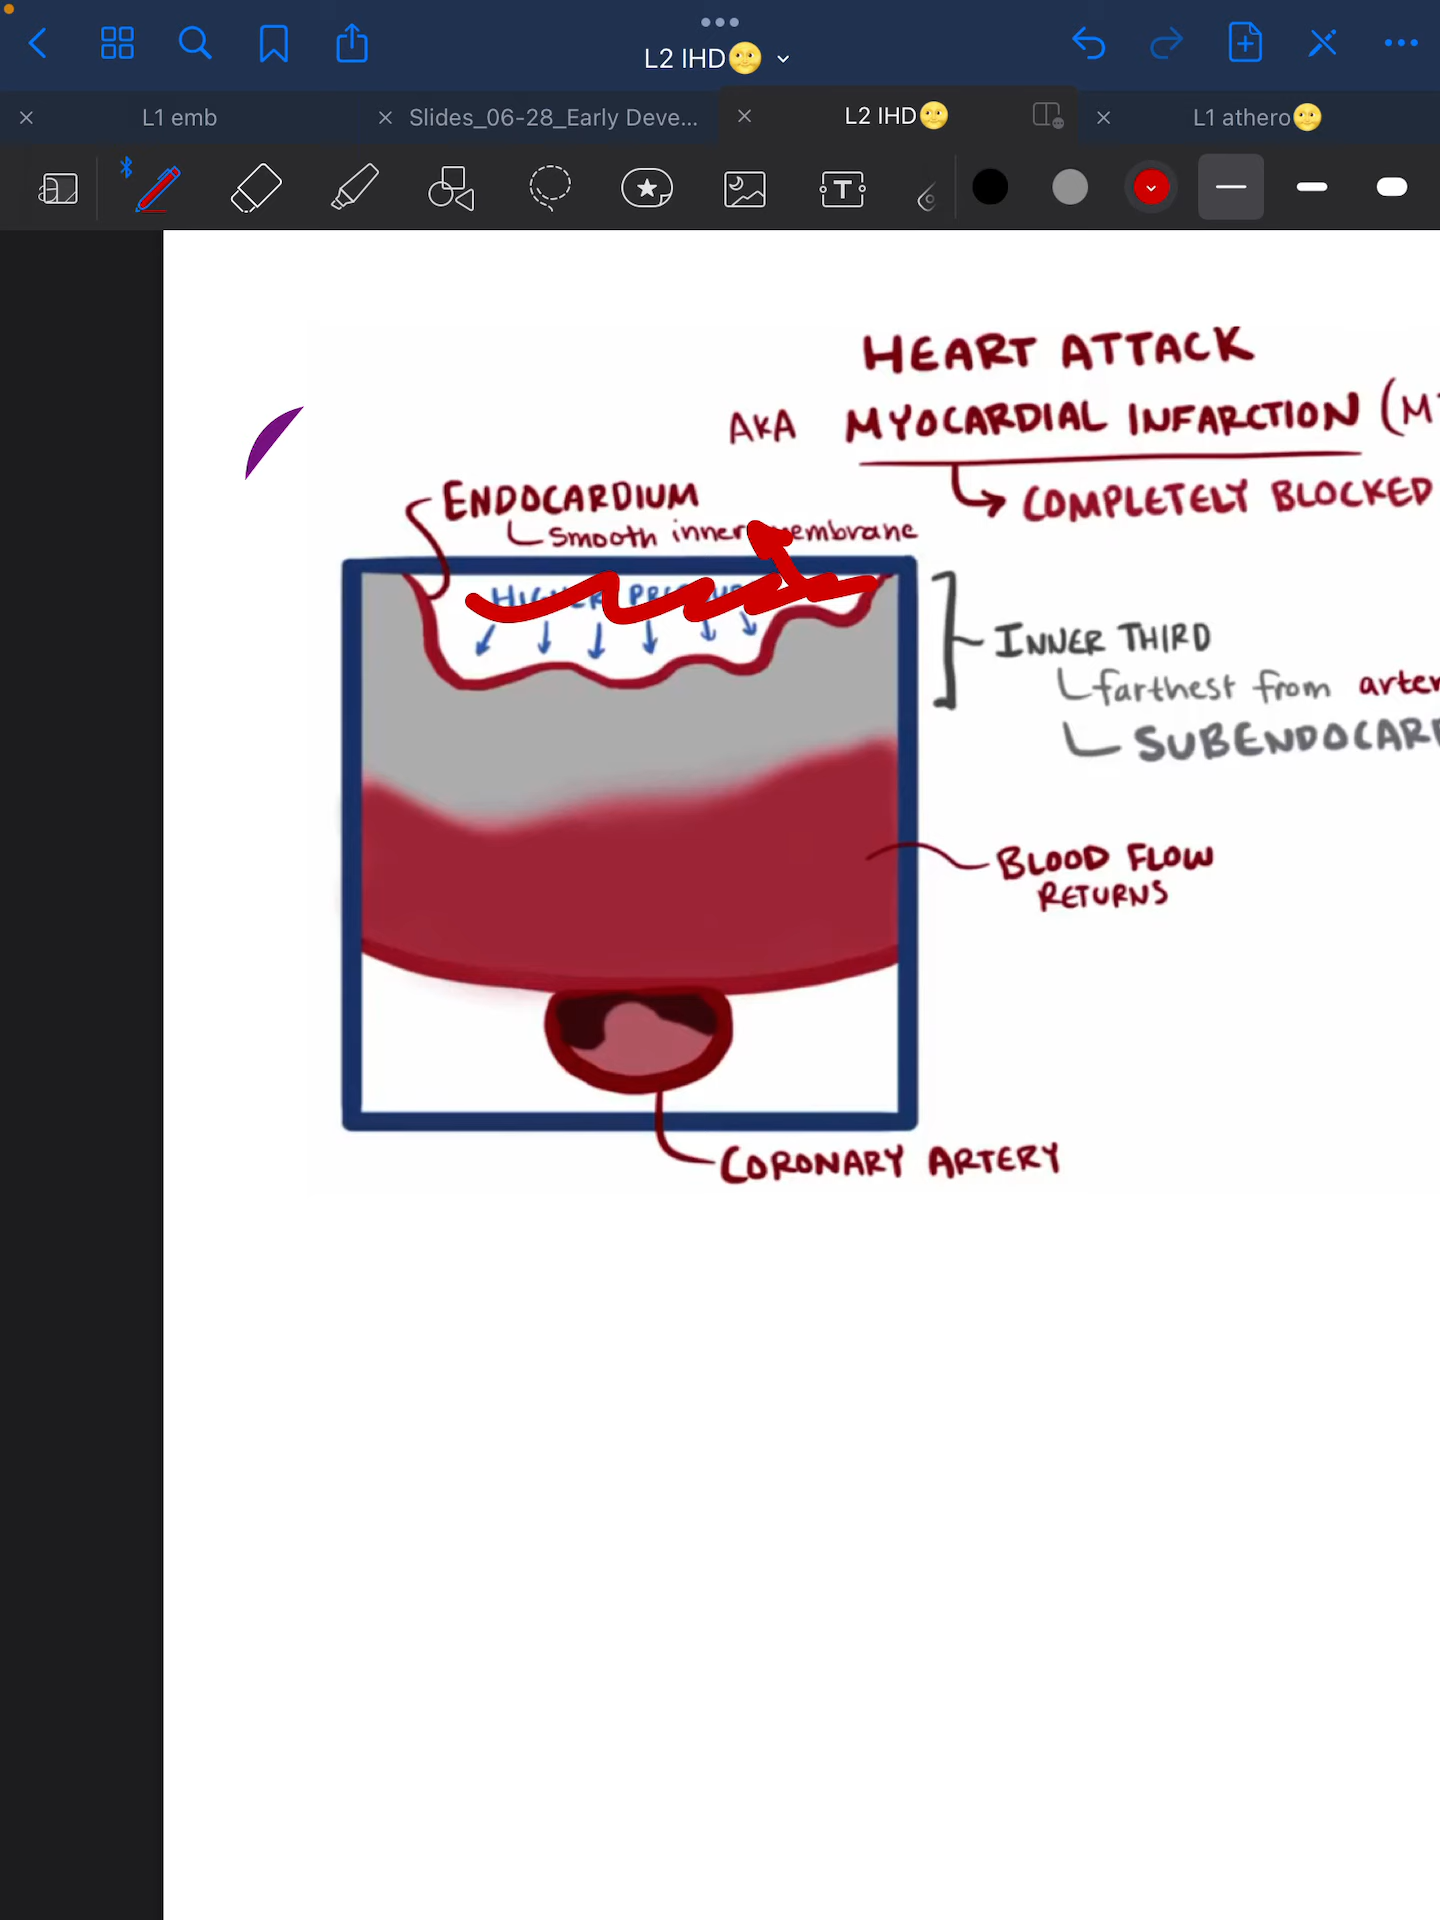 L2 IHD🌝
L1 emb
Slides_06-28_Early Deve...
L2 IHD🌝
L1 athero🌝
HEART ATTACK
AKA MYOCARDIAL INFARCTION
COMPLETELY BLOCKED
ENDOCARDIUM
smooth inner membrane
HIGHER
INNER THIRD
farthest from
BLOOD FLOW
RETURNS
CORONARY ARTERY